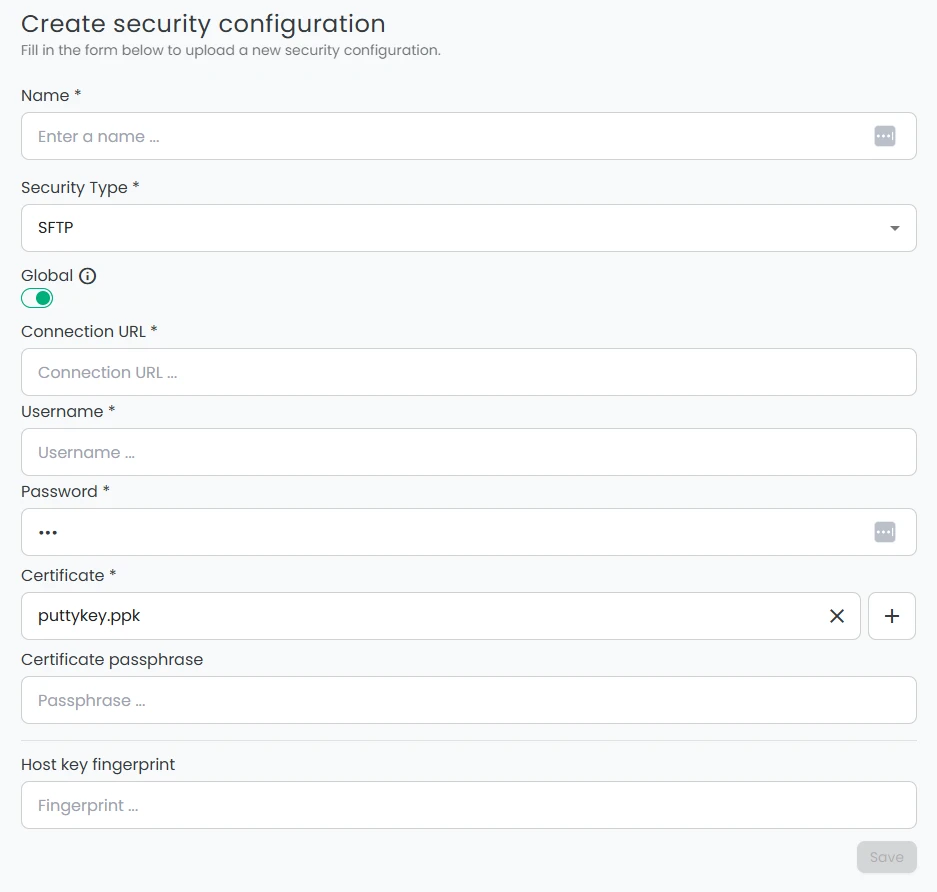 Create security configuration
Fill in the form below to upload a new security configuration.
Name *
Enter a name ...
Security Type *
SFTP
Global
Connection URL *
Connection URL ...
Username *
Username ...
Password *
•••
Certificate *
puttykey.ppk
Certificate passphrase
Passphrase ...
Host key fingerprint
Fingerprint ...
Save